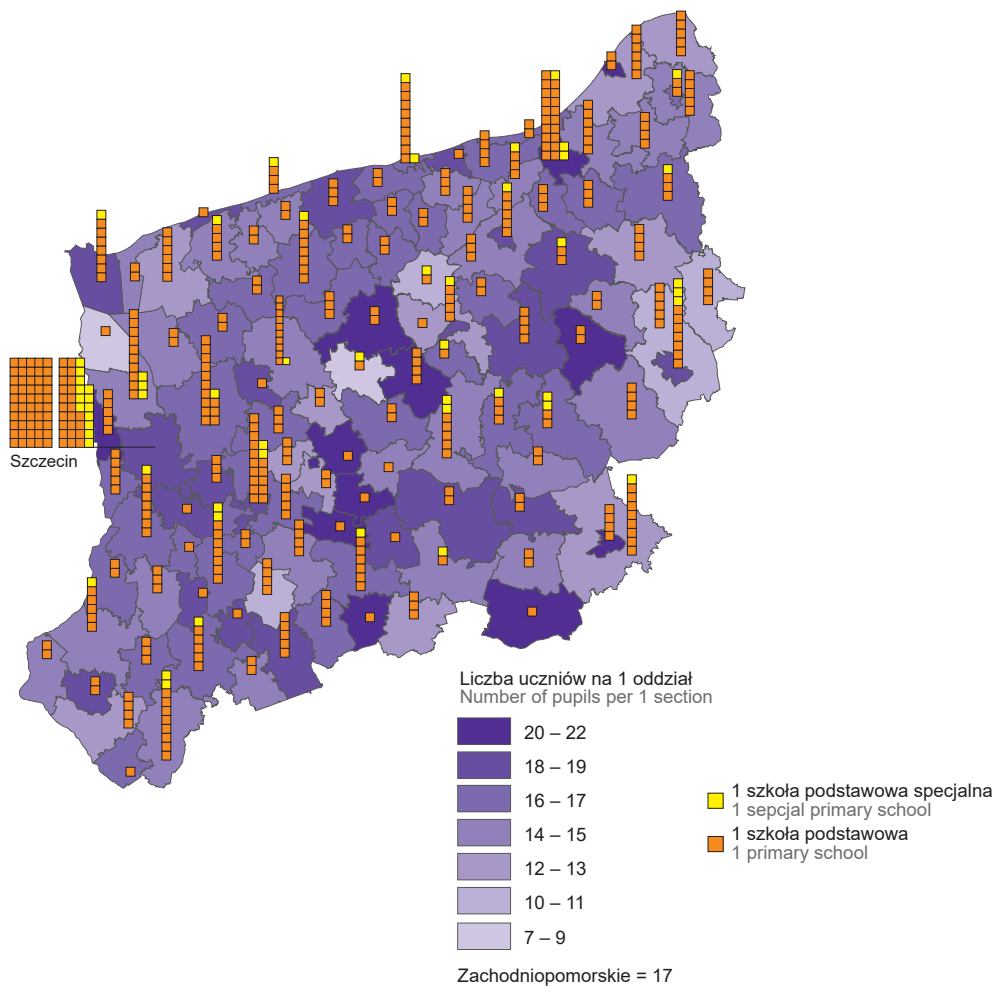 Szczecin
Liczba uczniów na 1 oddział
Number of pupils per 1 section
20 – 22
18 – 19
16 – 17
14 – 15
12 – 13
10 – 11
7 – 9
Zachodniopomorskie = 17
1 szkoła podstawowa specjalna
1 sepcjal primary school
1 szkoła podstawowa
1 primary school